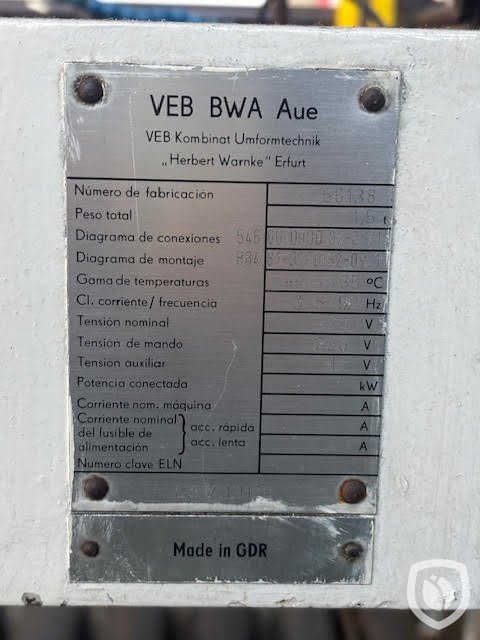 VEB BWA Aue
VEB Kombinat Umformtechnik
„Herbert Warnke" Erfurt
Número de fabricación
Peso total t
Diagrama de conexiones 546
Diagrama de montaje 884
Gama de temperaturas °C
Cl. corriente/ frecuencia Hz
Tensión nominal V
Tensión de mando V
Tensión auxiliar V
Potencia conectada kW
Corriente nom. máquina A
Corriente nominal
del fusible de
alimentación
acc. rápida A
acc. lenta A
Numero clave ELN
Made in GDR